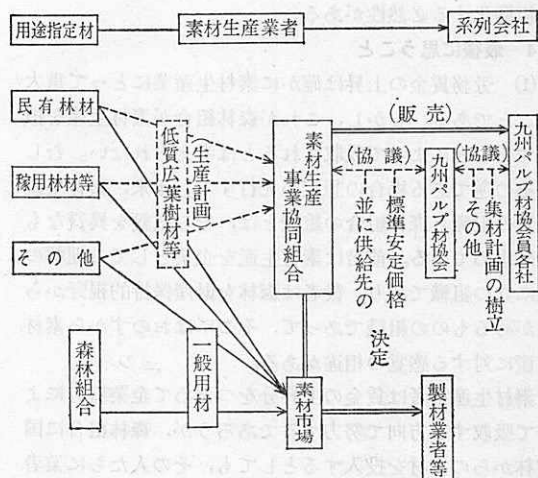 用途指定材
素材生産業者
系列会社
民有林材
稼用林材等
その他
低質広葉樹材等
(生産計画)
素材生産
事業協同組合
(販売)
(協議)
標準安定価格
並に供給先の
決定
九州パルプ材協会
(協議)
集材計画の樹立
その他
九州パルプ材協会員各社
森林組合
一般用材
素材市場
製材業者等